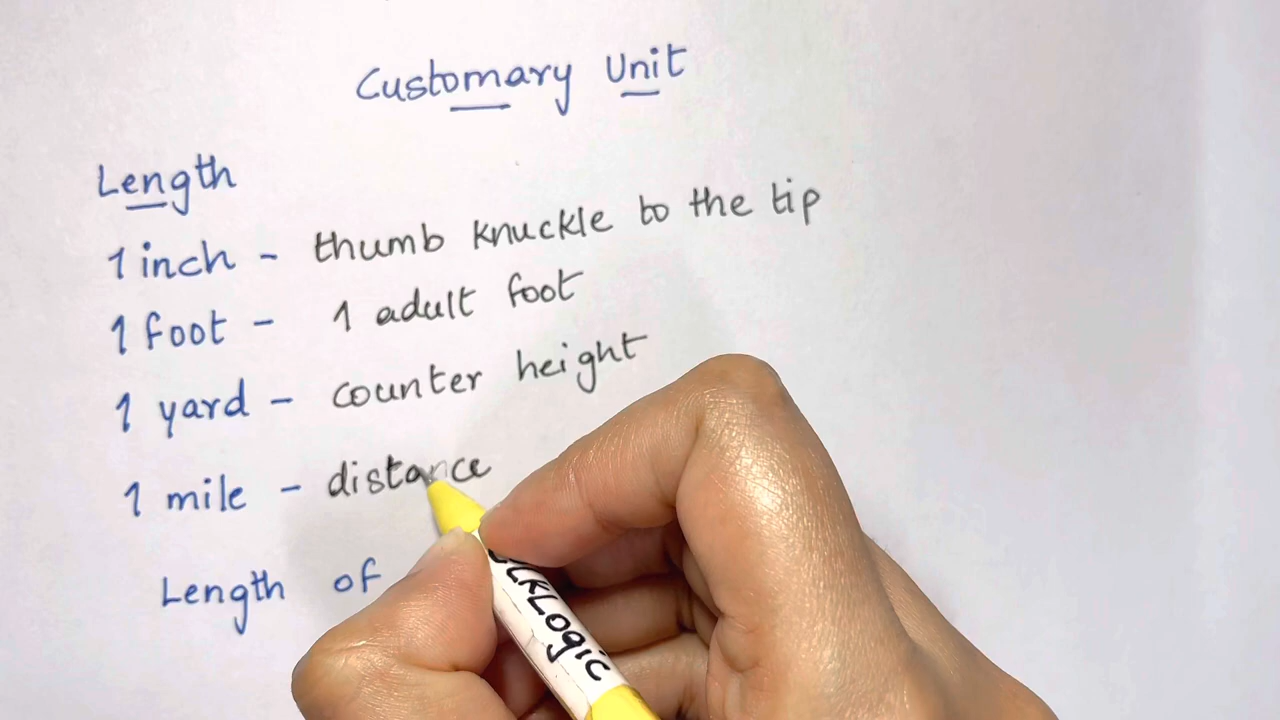 Customary Unit
Length
1 inch - thumb knuckle to the tip
1 foot - 1 adult foot
1 yard - counter height
1 mile - distance
Length of
LKLogic